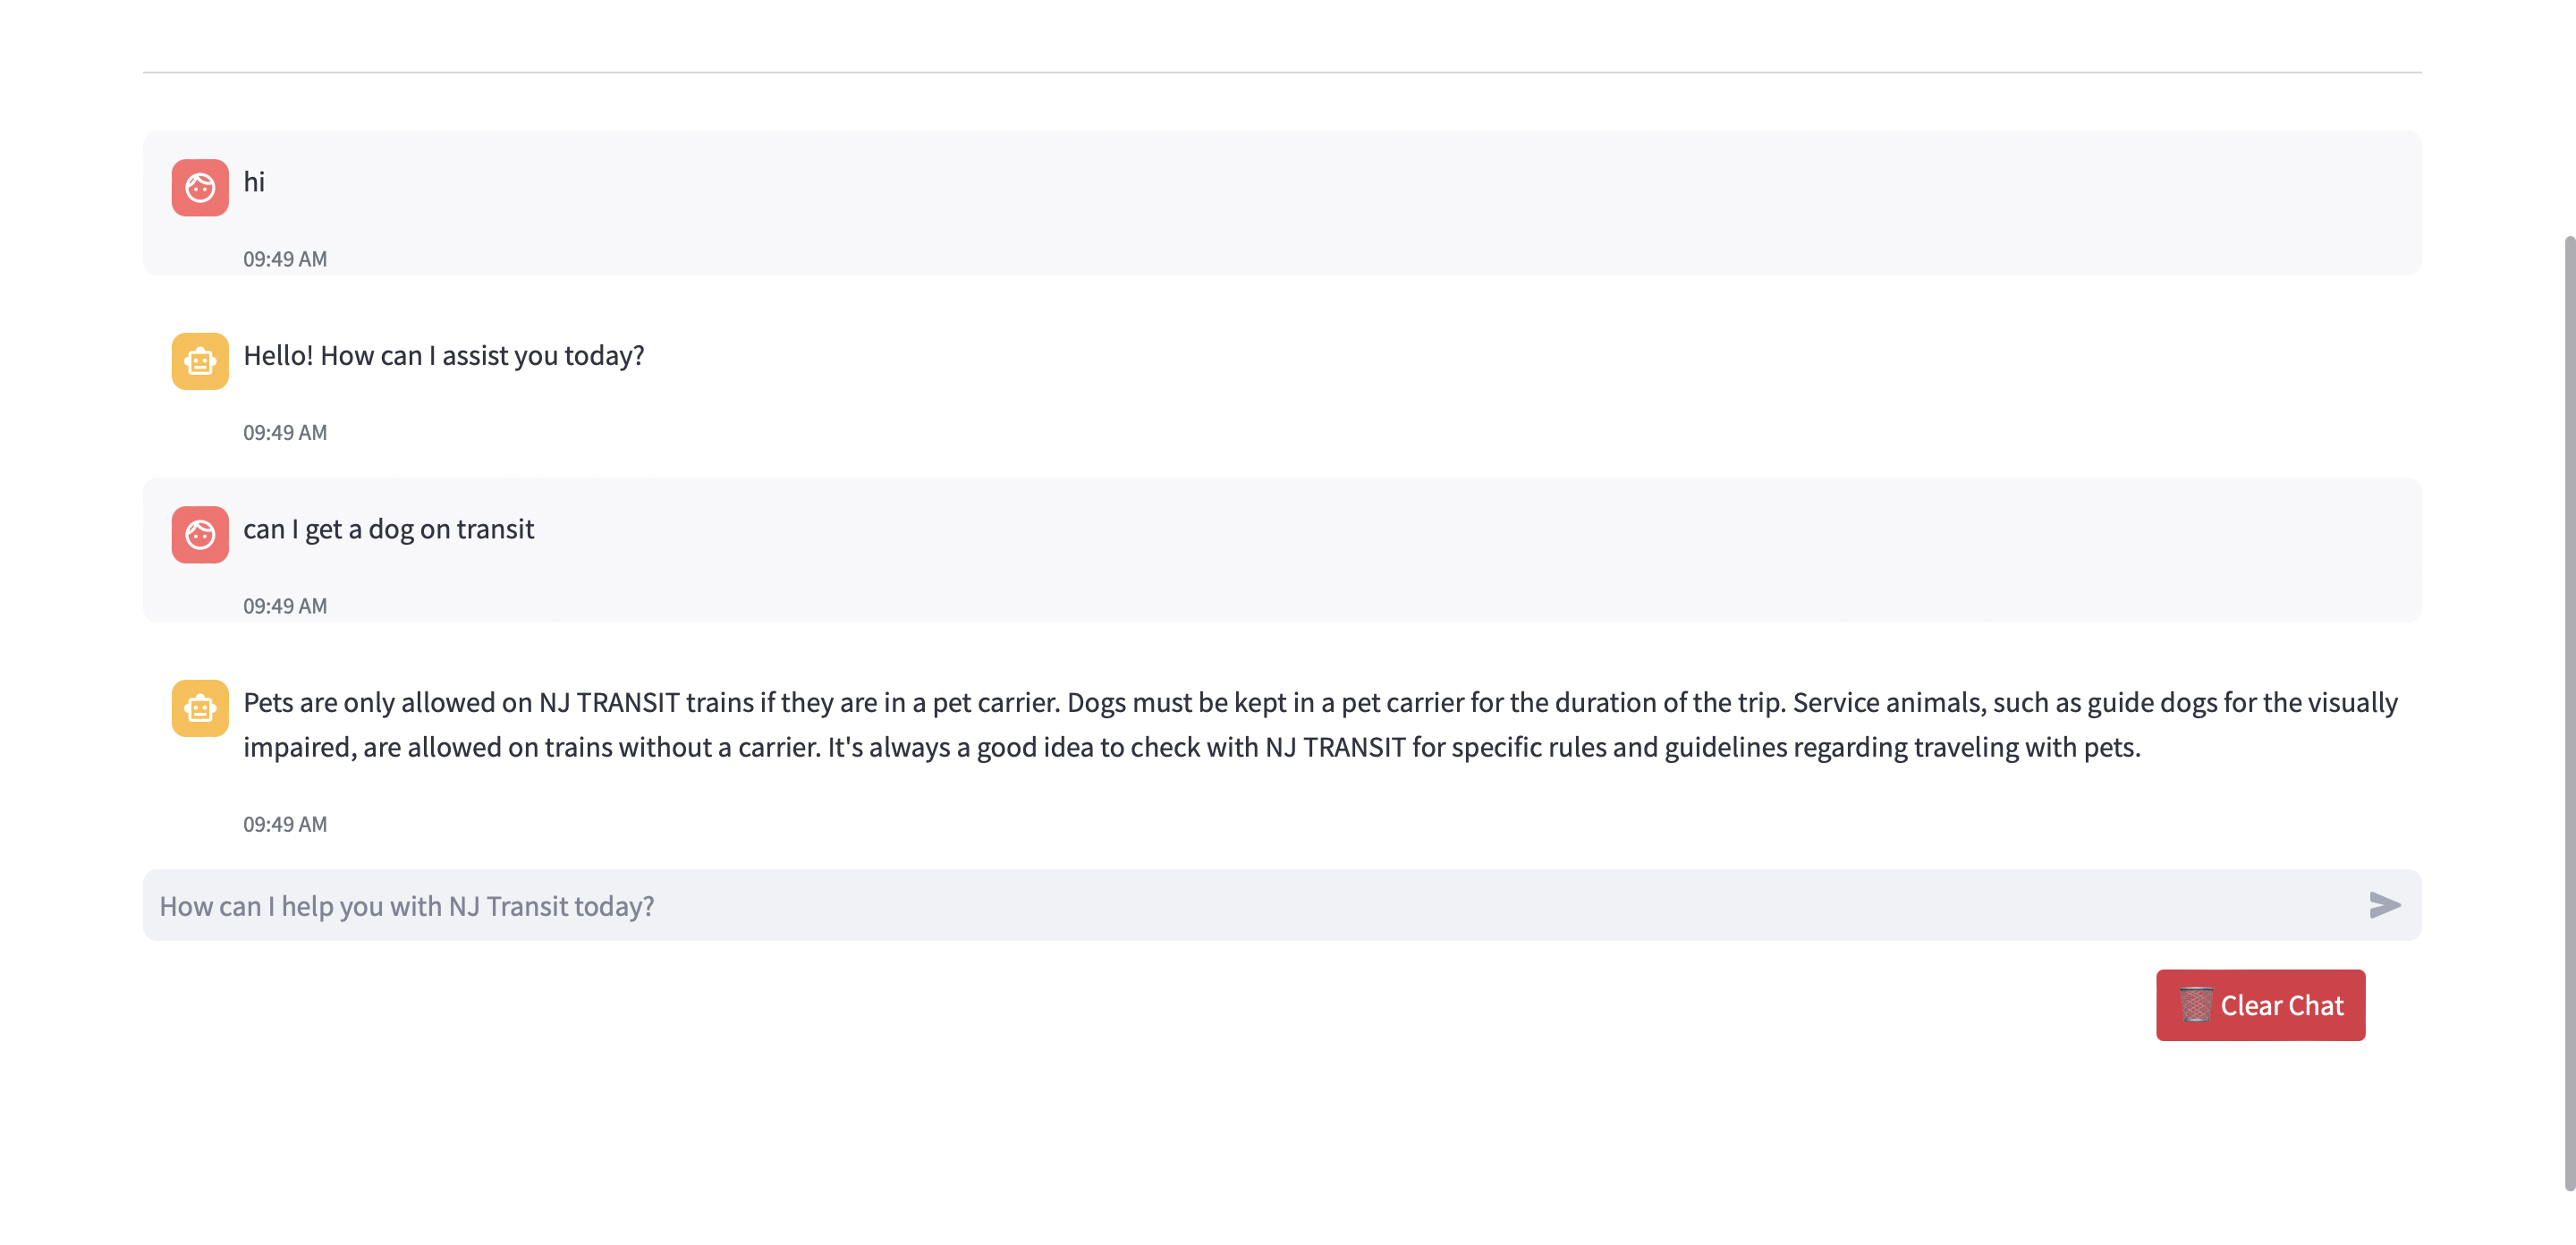 hi
09:49 AM
Hello! How can I assist you today?
09:49 AM
can I get a dog on transit
09:49 AM
Pets are only allowed on NJ TRANSIT trains if they are in a pet carrier. Dogs must be kept in a pet carrier for the duration of the trip. Service animals, such as guide dogs for the visually
impaired, are allowed on trains without a carrier. It's always a good idea to check with NJ TRANSIT for specific rules and guidelines regarding traveling with pets.
09:49 AM
How can I help you with NJ Transit today?
Clear Chat